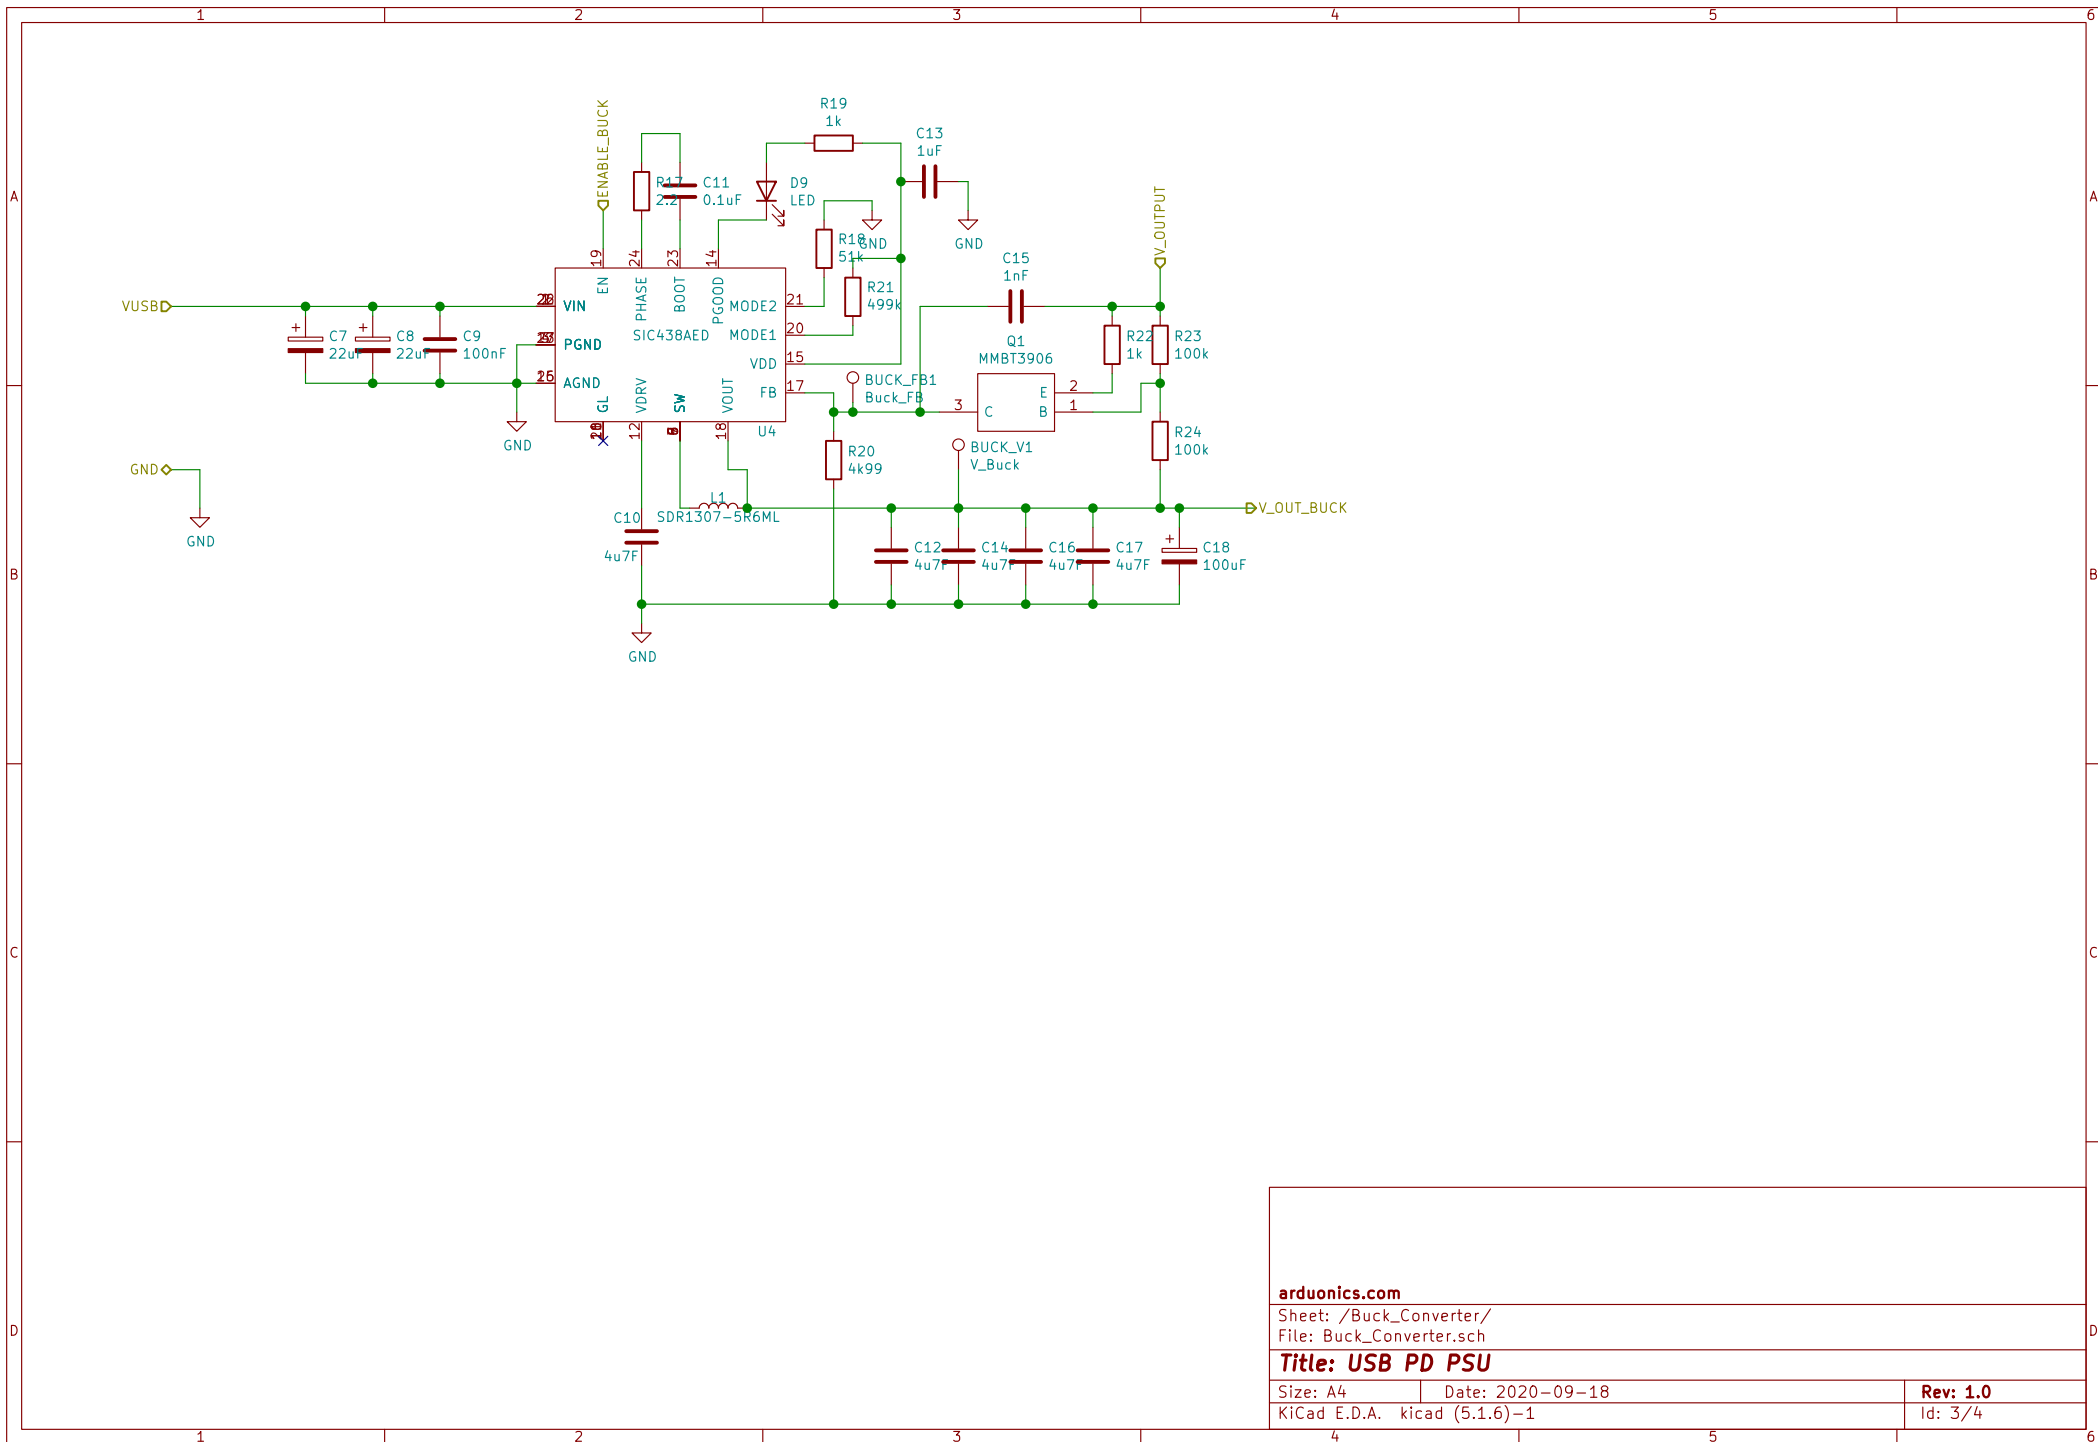 1 2 3 4 5 6
A
B
C
D
A
B
C
D
1 2 3 4 5 6
ENABLE_BUCK
R17
2.2
C11
0.1uF
R19
1k
D9
LED
C13
1uF
GND
GND
R18
51k
R21
499k
V_OUTPUT
C15
1nF
VUSB
C7
22uF
C8
22uF
C9
100nF
19
24
23
14
EN
PHASE
BOOT
PGOOD
VIN
PGND
AGND
SIC438AED
MODE2
21
MODE1
20
VDD
15
FB
17
GL
VDRV
SW
VOUT
12
18
U4
GND
GND
GND
BUCK_FB1
Buck_FB
Q1
MMBT3906
3
C
E
2
B
1
R22
1k
R23
100k
R24
100k
R20
4k99
BUCK_V1
V_Buck
L1
SDR1307-5R6ML
V_OUT_BUCK
C10
4u7F
C12
4u7F
C14
4u7F
C16
4u7F
C17
4u7F
C18
100uF
GND
arduonics.com
Sheet: /Buck_Converter/
File: Buck_Converter.sch
Title: USB PD PSU
Size: A4
Date: 2020-09-18
Rev: 1.0
KiCad E.D.A. kicad (5.1.6)-1
Id: 3/4